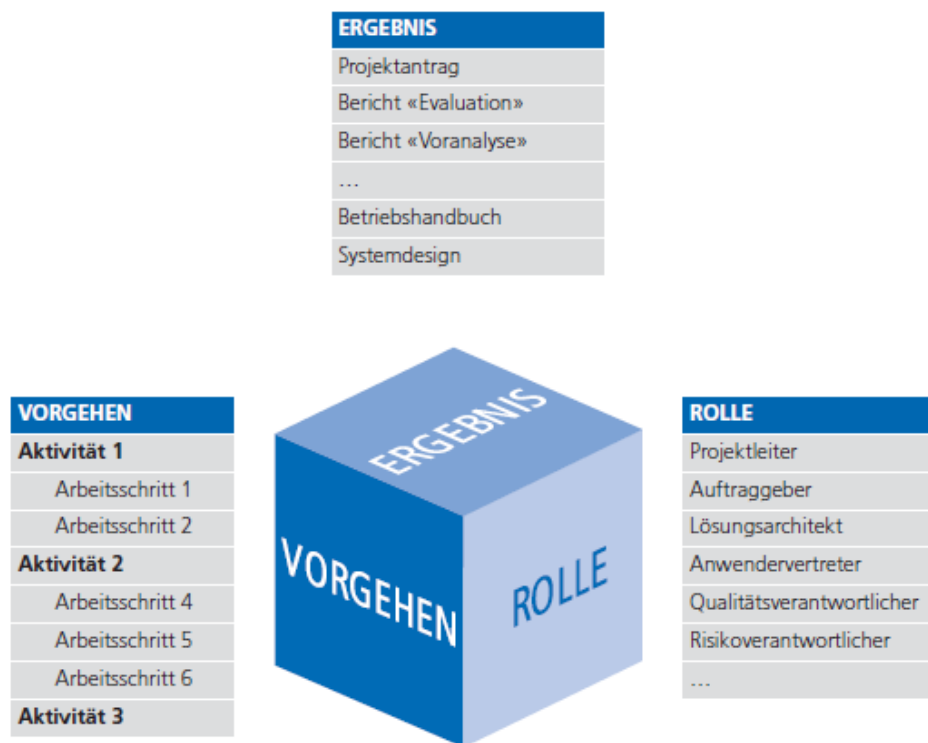 ERGEBNIS
Projektantrag
Bericht «Evaluation»
Bericht «Voranalyse»
…
Betriebshandbuch
Systemdesign
VORGEHEN
Aktivität 1
Arbeitsschritt 1
Arbeitsschritt 2
Aktivität 2
Arbeitsschritt 4
Arbeitsschritt 5
Arbeitsschritt 6
Aktivität 3
ERGEBNIS
VORGEHEN
ROLLE
ROLLE
Projektleiter
Auftraggeber
Lösungsarchitekt
Anwendervertreter
Qualitätsverantwortlicher
Risikoverantwortlicher
…